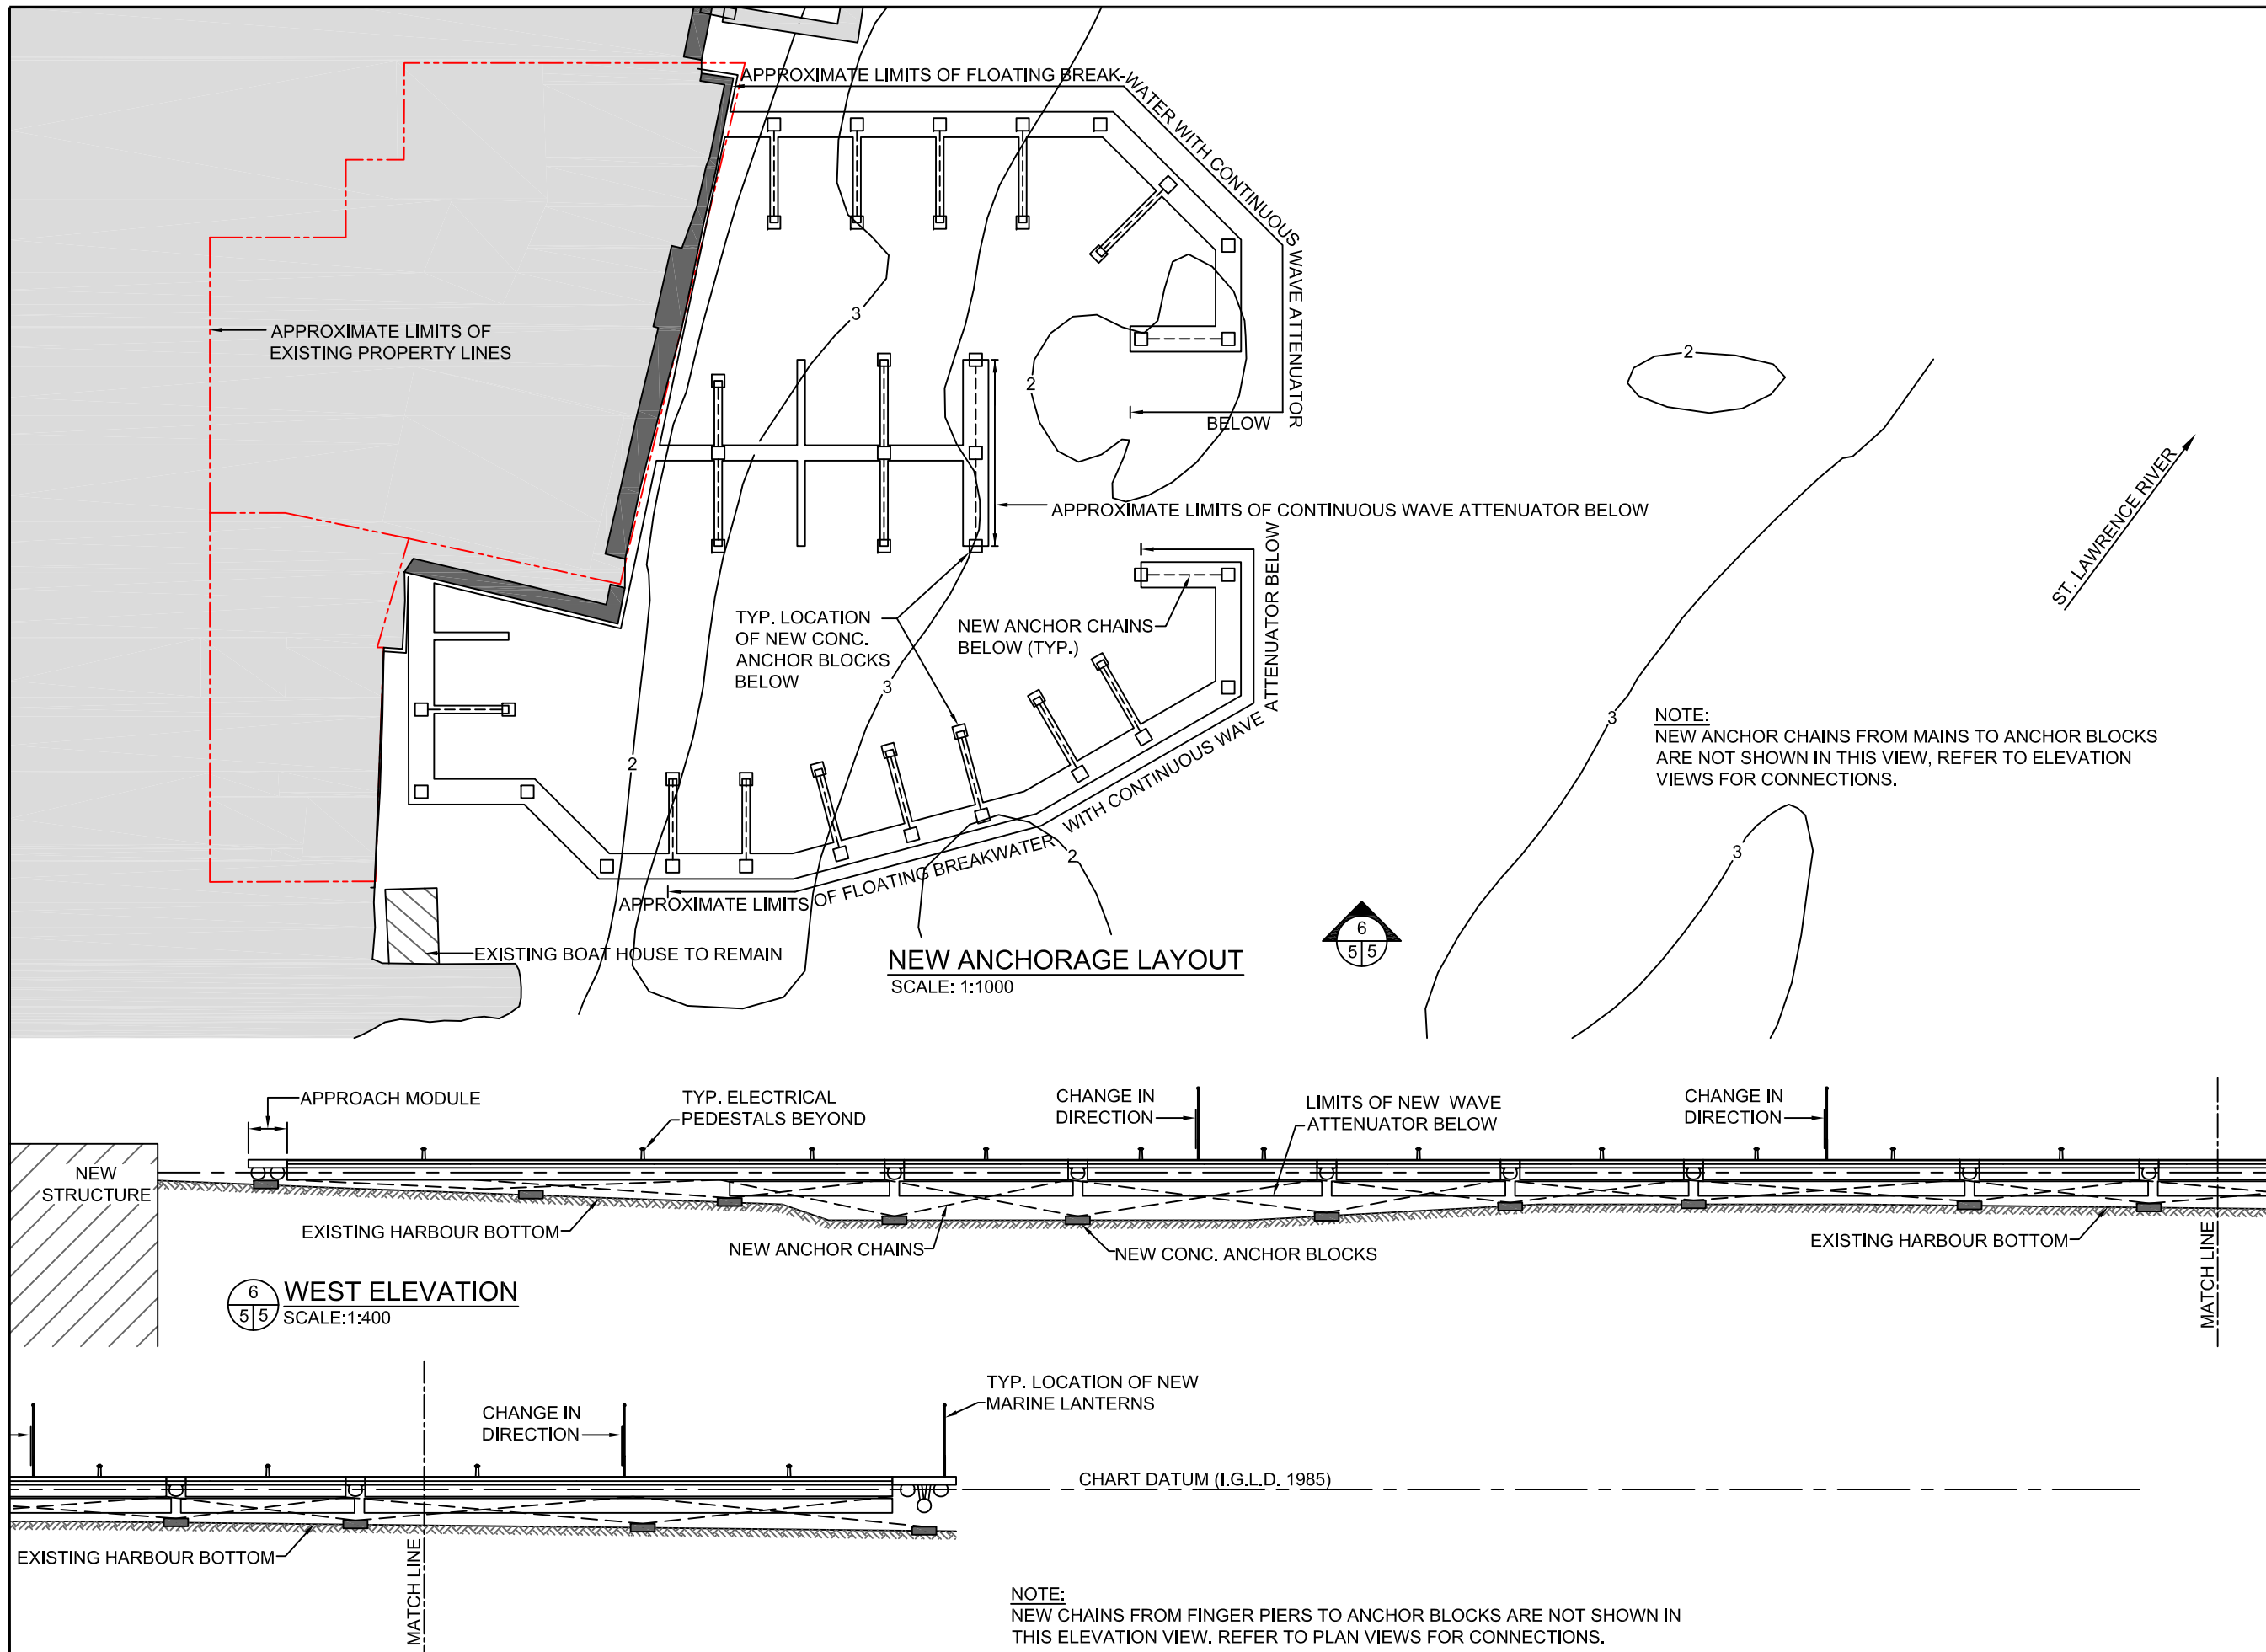 APPROXIMATE LIMITS OF FLOATING BREAK-WATER WITH CONTINUOUS WAVE ATTENUATOR
BELOW
APPROXIMATE LIMITS OF
EXISTING PROPERTY LINES
3
2
2
APPROXIMATE LIMITS OF CONTINUOUS WAVE ATTENUATOR BELOW
ST. LAWRENCE RIVER
TYP. LOCATION
OF NEW CONC.
ANCHOR BLOCKS
BELOW
NEW ANCHOR CHAINS
BELOW (TYP.)
3
2
3
NOTE:
NEW ANCHOR CHAINS FROM MAINS TO ANCHOR BLOCKS
ARE NOT SHOWN IN THIS VIEW, REFER TO ELEVATION
VIEWS FOR CONNECTIONS.
3
2
APPROXIMATE LIMITS OF FLOATING BREAKWATER WITH CONTINUOUS WAVE ATTENUATOR BELOW
EXISTING BOAT HOUSE TO REMAIN
NEW ANCHORAGE LAYOUT
SCALE: 1:1000
6
5 5
APPROACH MODULE
TYP. ELECTRICAL
PEDESTALS BEYOND
CHANGE IN
DIRECTION
LIMITS OF NEW WAVE
ATTENUATOR BELOW
CHANGE IN
DIRECTION
NEW
STRUCTURE
EXISTING HARBOUR BOTTOM
NEW ANCHOR CHAINS
NEW CONC. ANCHOR BLOCKS
EXISTING HARBOUR BOTTOM
MATCH LINE
6
5 5
WEST ELEVATION
SCALE:1:400
CHANGE IN
DIRECTION
TYP. LOCATION OF NEW
MARINE LANTERNS
CHART DATUM (I.G.L.D. 1985)
EXISTING HARBOUR BOTTOM
MATCH LINE
NOTE:
NEW CHAINS FROM FINGER PIERS TO ANCHOR BLOCKS ARE NOT SHOWN IN
THIS ELEVATION VIEW. REFER TO PLAN VIEWS FOR CONNECTIONS.